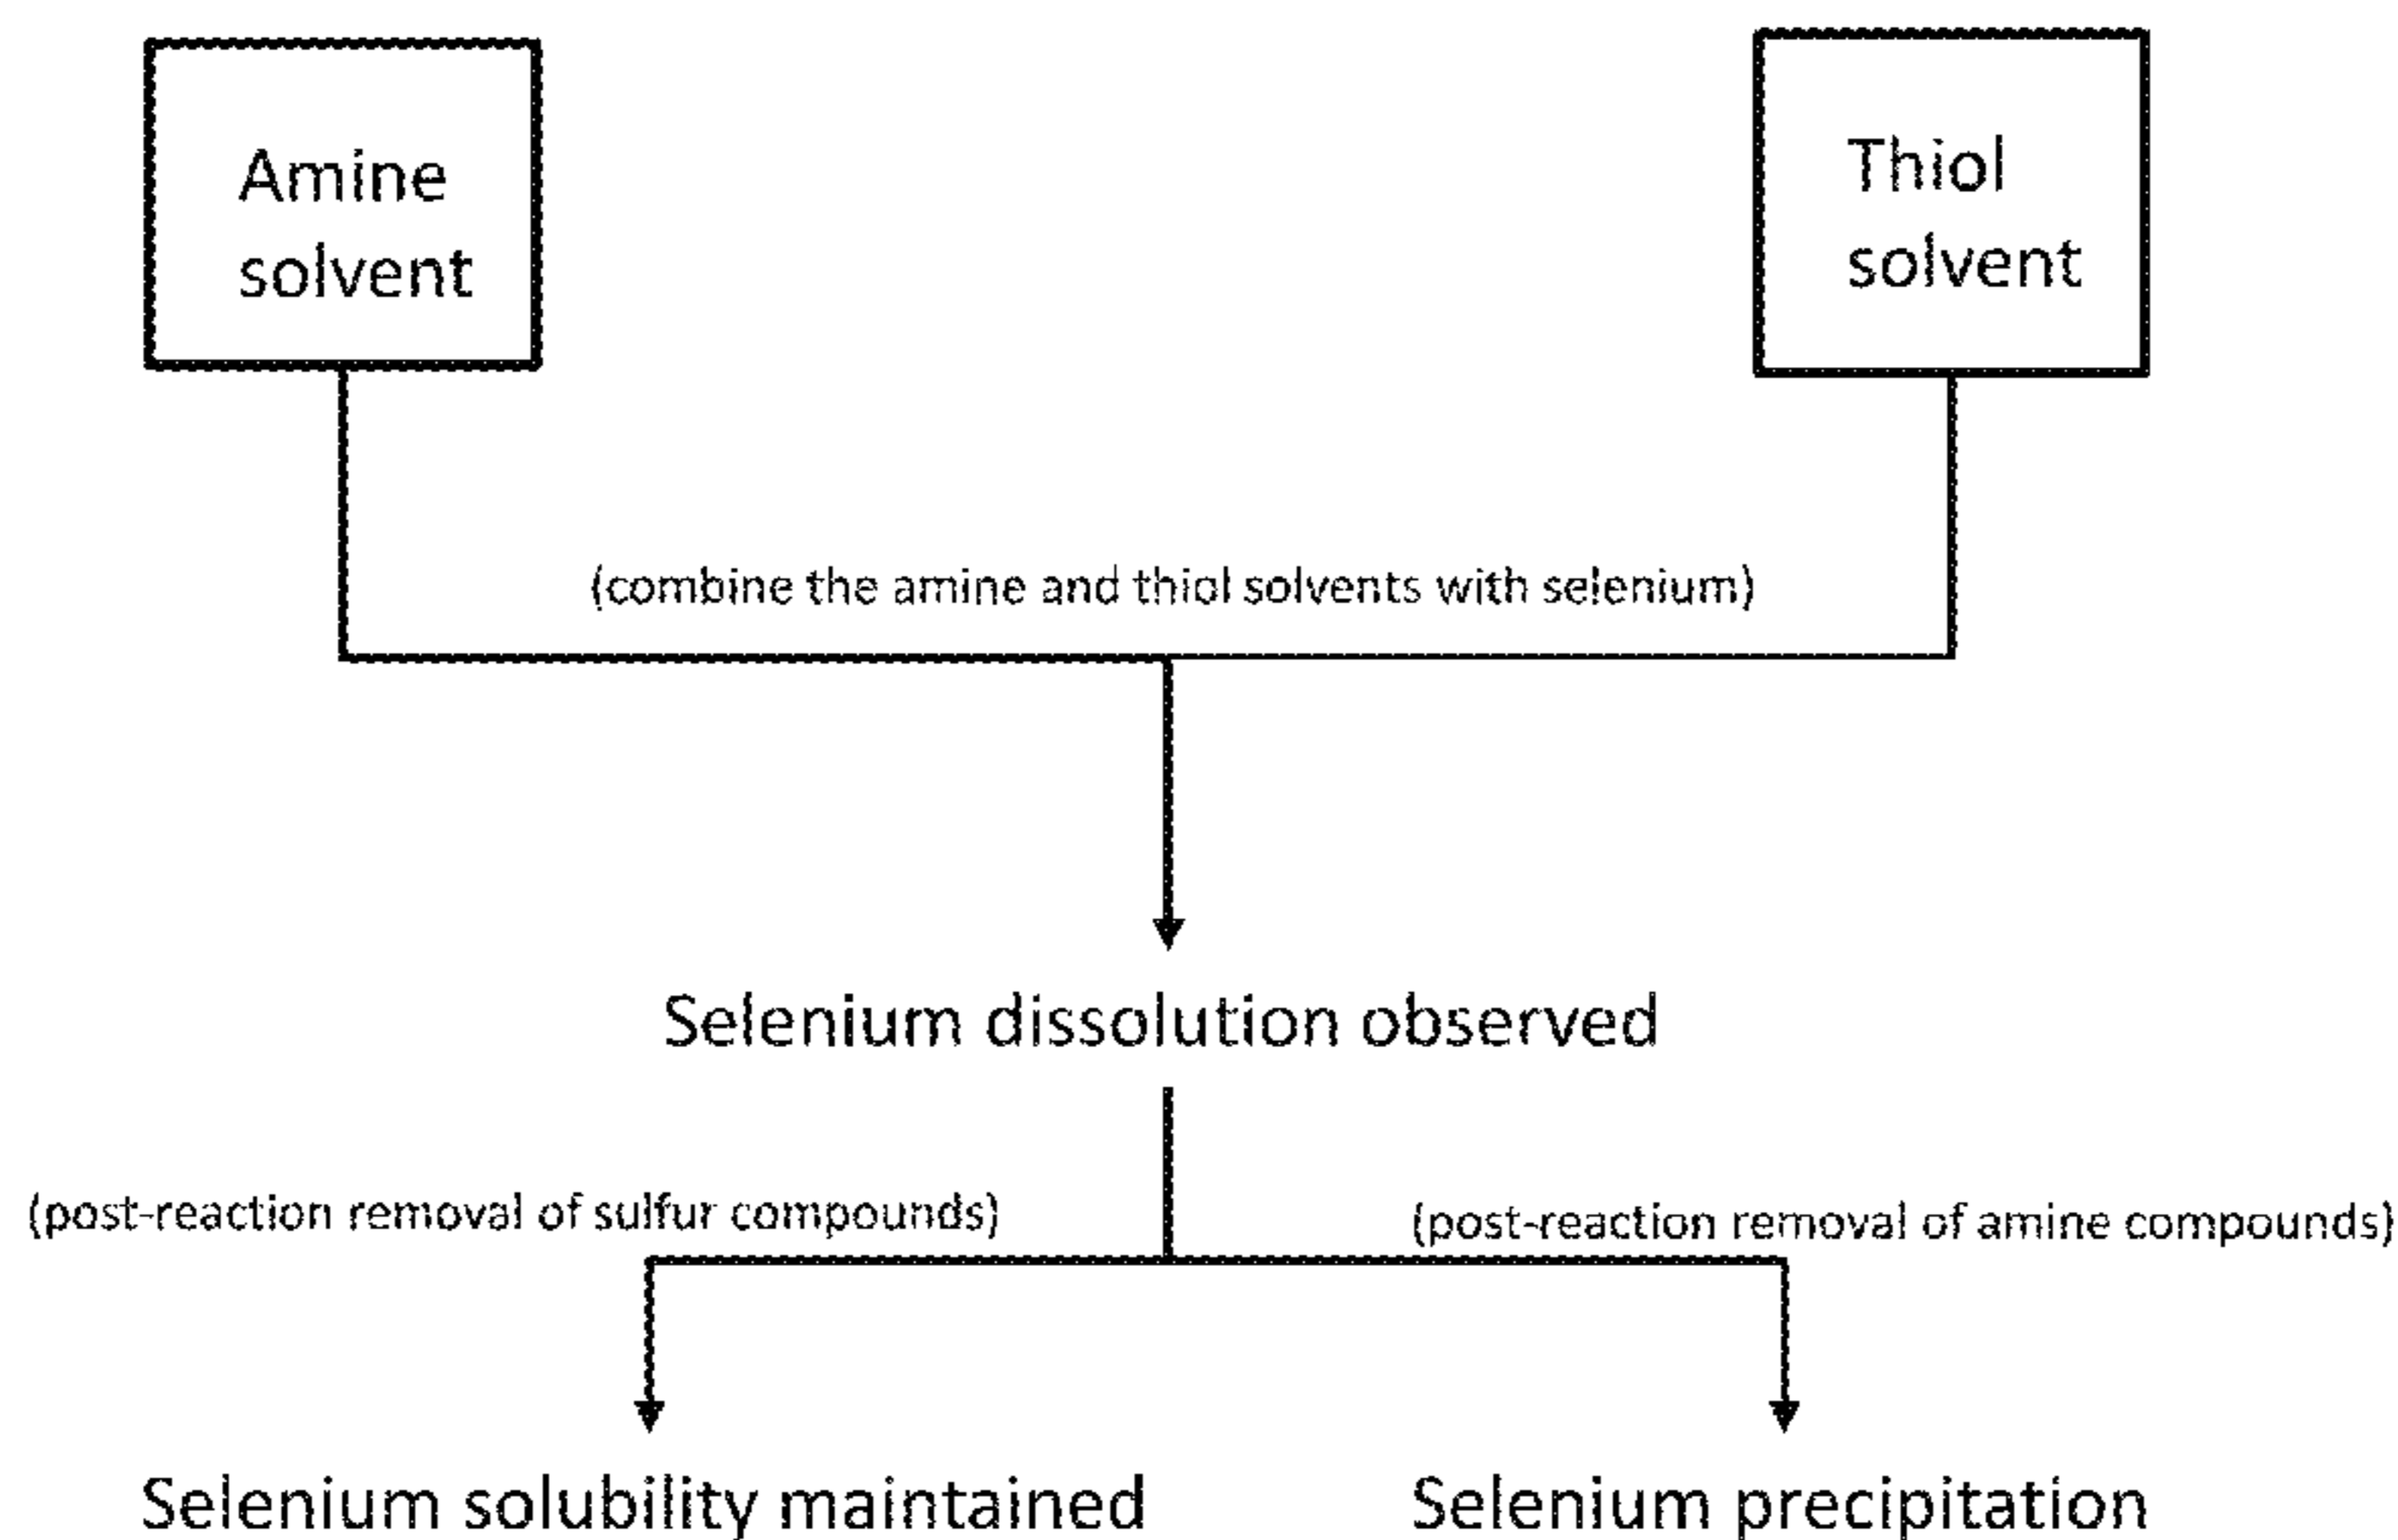 Amine
solvent
Thiol
solvent
(combine the amine and thiol solvents with selenium)
Selenium dissolution observed
(post-reaction removal of sulfur compounds)
(post-reaction removal of amine compounds)
Selenium solubility maintained
Selenium precipitation